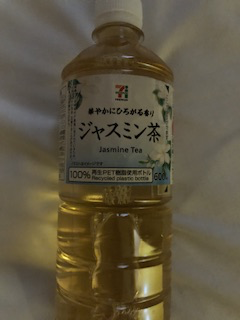 華やかにひろがる香り
ジャスミン茶
Jasmine Tea
100%
再生PET樹脂使用ボトル
Recycled plastic bottle